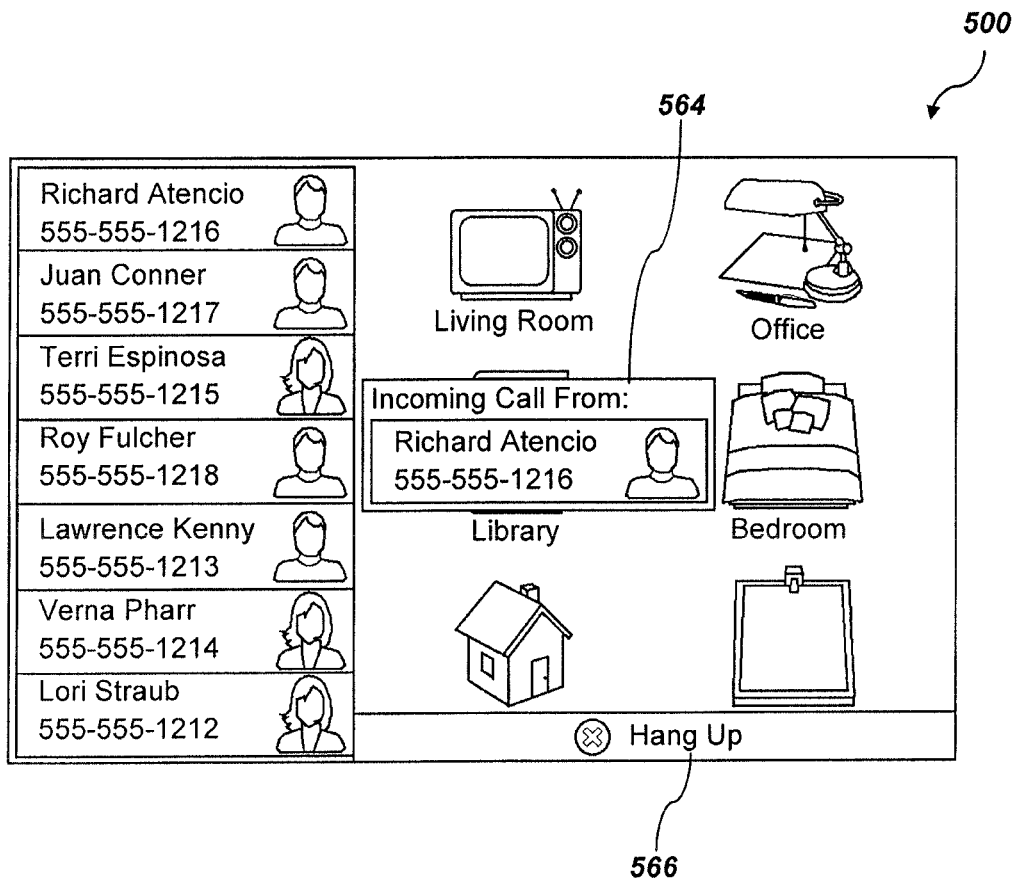 500
564
Richard Atencio
555-555-1216
Juan Conner
555-555-1217
Terri Espinosa
555-555-1215
Roy Fulcher
555-555-1218
Lawrence Kenny
555-555-1213
Verna Pharr
555-555-1214
Lori Straub
555-555-1212
Living Room
Office
Incoming Call From:
Richard Atencio
555-555-1216
Library
Bedroom
Hang Up
566